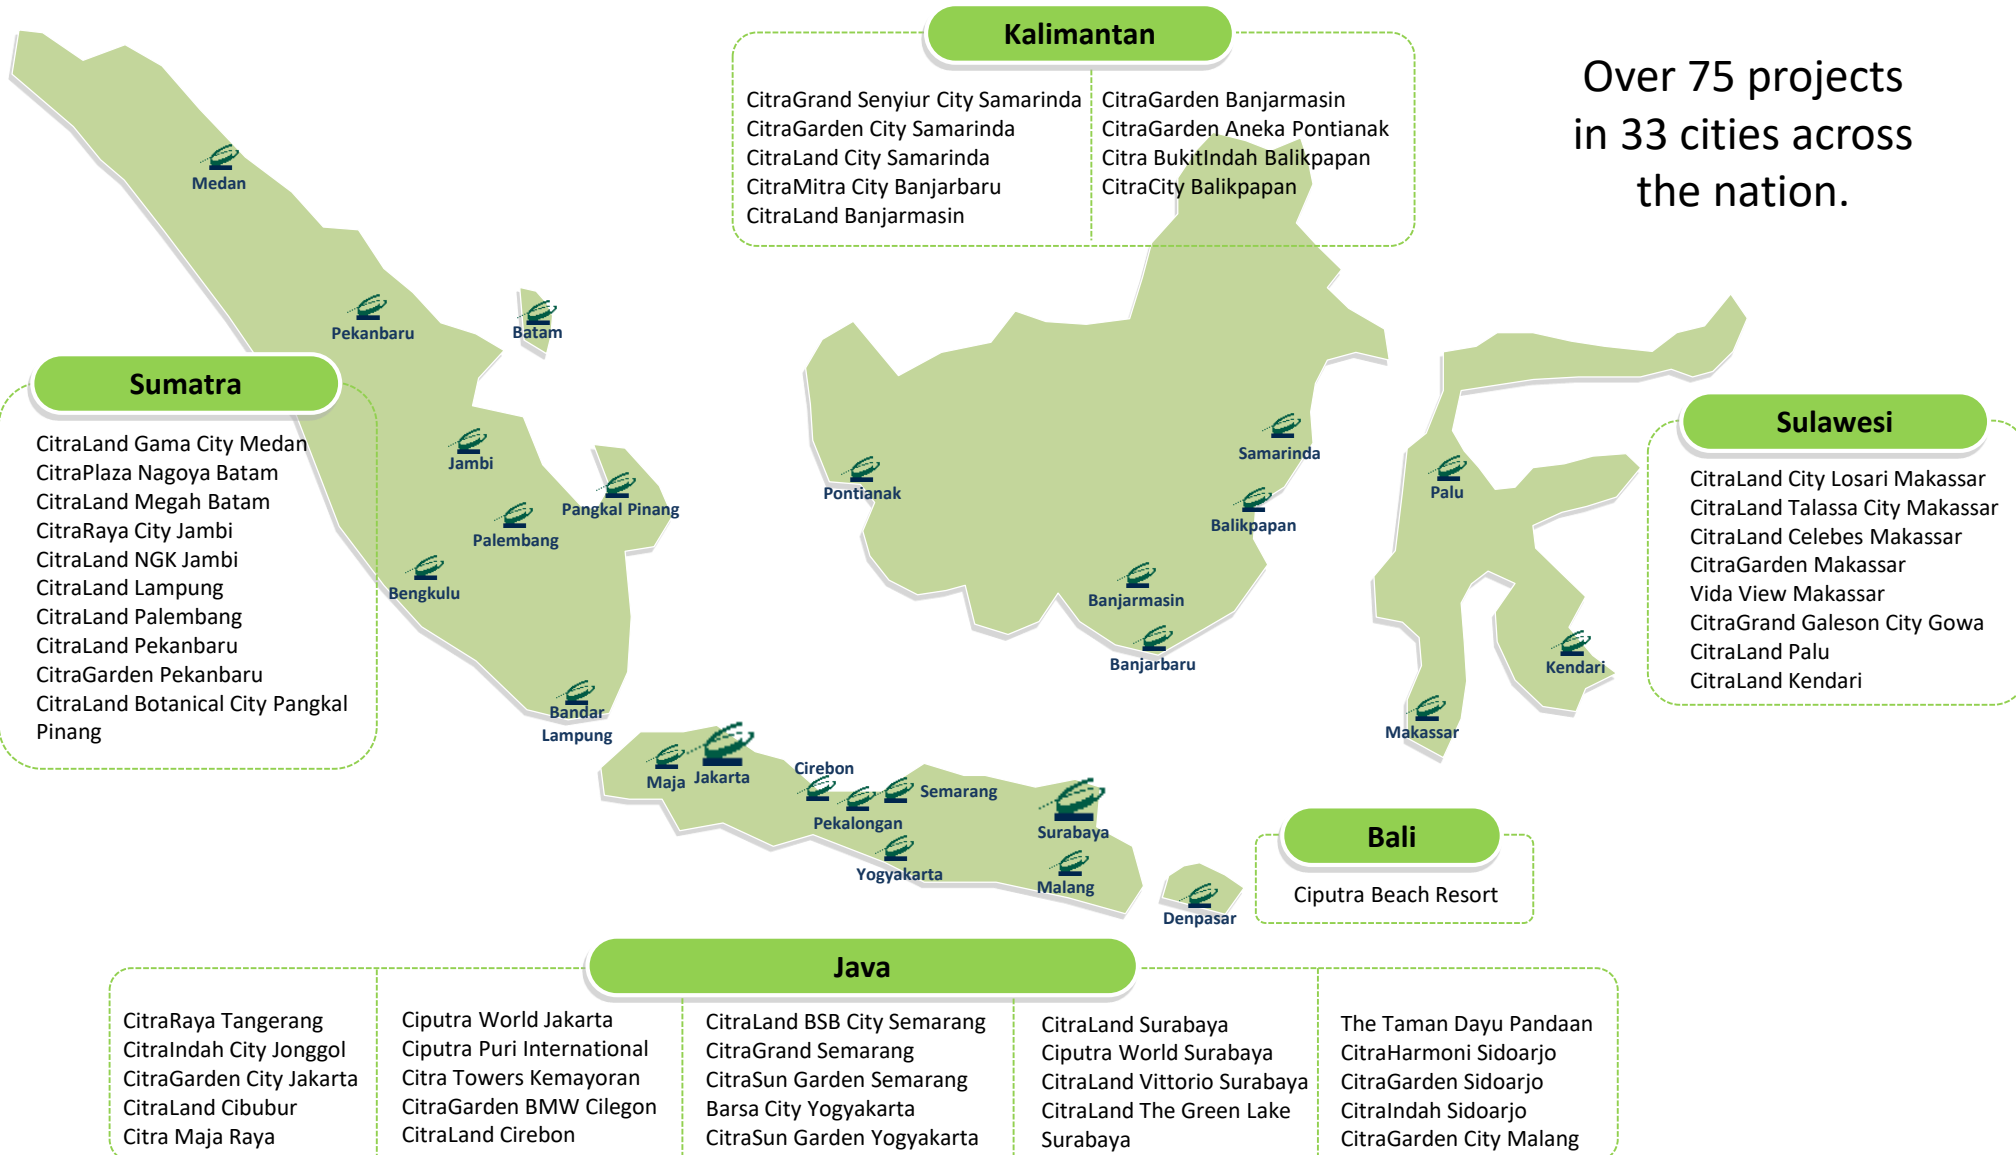 Kalimantan
CitraGrand Senyiur City Samarinda
CitraGarden City Samarinda
CitraLand City Samarinda
CitraMitra City Banjarbaru
CitraLand Banjarmasin
CitraGarden Banjarmasin
CitraGarden Aneka Pontianak
Citra BukitIndah Balikpapan
CitraCity Balikpapan
Over 75 projects
in 33 cities across
the nation.
Medan
Pekanbaru
Batam
Jambi
Pangkal Pinang
Palembang
Bengkulu
Bandar
Lampung
Sumatra
CitraLand Gama City Medan
CitraPlaza Nagoya Batam
CitraLand Megah Batam
CitraRaya City Jambi
CitraLand NGK Jambi
CitraLand Lampung
CitraLand Palembang
CitraLand Pekanbaru
CitraGarden Pekanbaru
CitraLand Botanical City Pangkal
Pinang
Pontianak
Samarinda
Balikpapan
Banjarmasin
Banjarbaru
Palu
Kendari
Makassar
Sulawesi
CitraLand City Losari Makassar
CitraLand Talassa City Makassar
CitraLand Celebes Makassar
CitraGarden Makassar
Vida View Makassar
CitraGrand Galeson City Gowa
CitraLand Palu
CitraLand Kendari
Maja
Jakarta
Cirebon
Pekalongan
Semarang
Yogyakarta
Surabaya
Malang
Denpasar
Bali
Ciputra Beach Resort
Java
CitraRaya Tangerang
CitraIndah City Jonggol
CitraGarden City Jakarta
CitraLand Cibubur
Citra Maja Raya
Ciputra World Jakarta
Ciputra Puri International
Citra Towers Kemayoran
CitraGarden BMW Cilegon
CitraLand Cirebon
CitraLand BSB City Semarang
CitraGrand Semarang
CitraSun Garden Semarang
Barsa City Yogyakarta
CitraSun Garden Yogyakarta
CitraLand Surabaya
Ciputra World Surabaya
CitraLand Vittorio Surabaya
CitraLand The Green Lake
Surabaya
The Taman Dayu Pandaan
CitraHarmoni Sidoarjo
CitraGarden Sidoarjo
CitraIndah Sidoarjo
CitraGarden City Malang